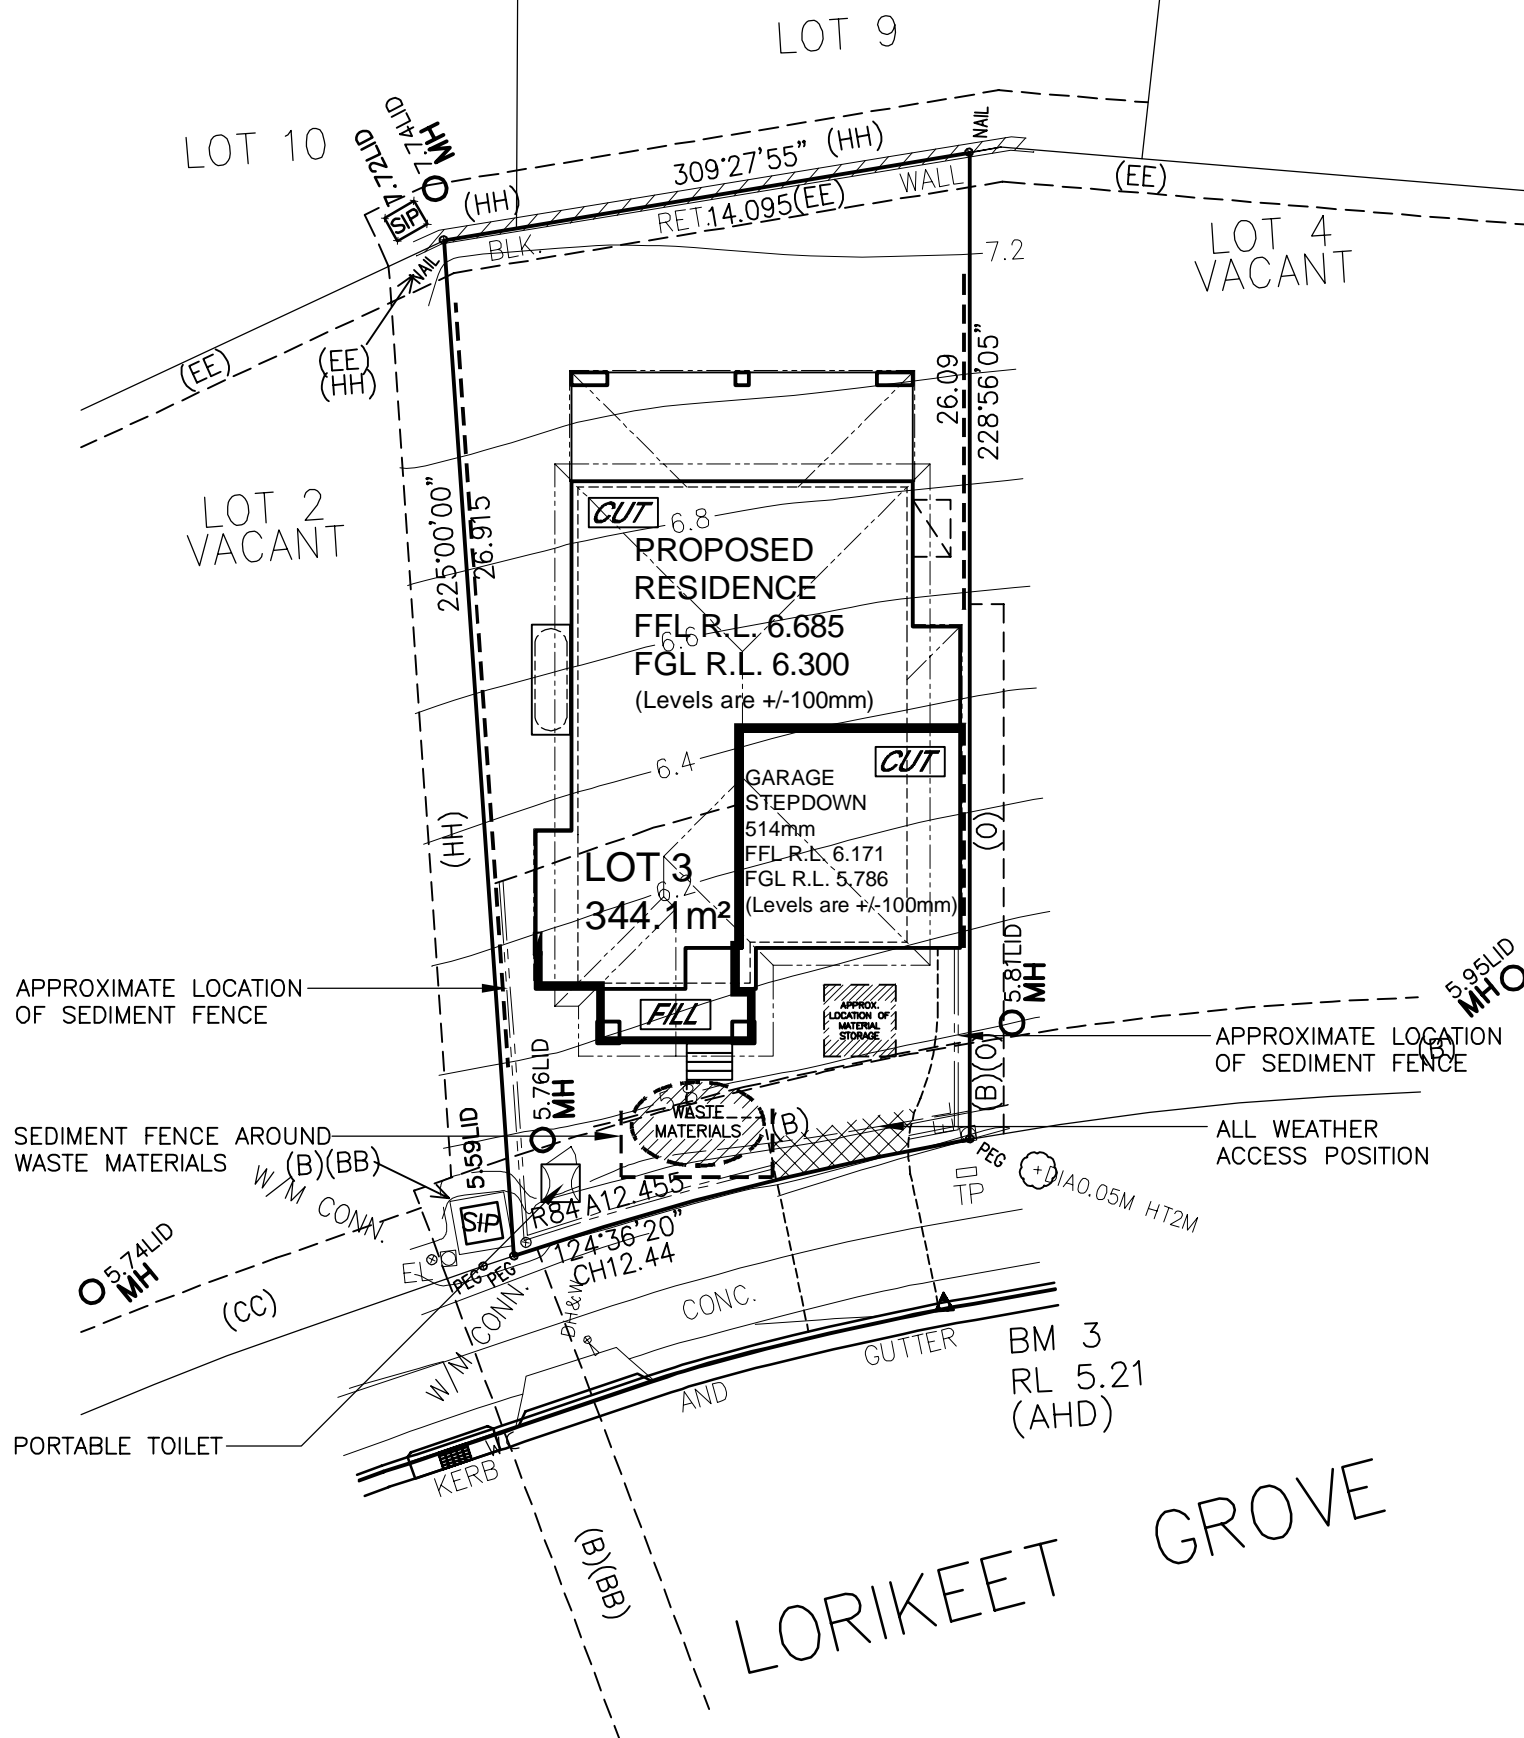 LOT 9
LOT 10
4.72LID
7.74LID
MH
SIP
(HH)
309°27'55" (HH)
NAIL
WALL
RET.
14.095(EE)
BLK.
NAIL
(EE)
7.2
LOT 4
VACANT
(EE)
(EE)
(HH)
26.09
228°56'05"
LOT 2
VACANT
225°00'00"
26.915
CUT
6.8
PROPOSED
RESIDENCE
FFL R.L. 6.685
6.6
FGL R.L. 6.300
(Levels are +/-100mm)
6.4
CUT
GARAGE
STEPDOWN
514mm
FFL R.L. 6.171
FGL R.L. 5.786
(Levels are +/-100mm)
(HH)
(O)
LOT 3
6.2
344.1m²
APPROXIMATE LOCATION
OF SEDIMENT FENCE
FILL
APPROX.
LOCATION OF
MATERIAL
STORAGE
5.81LID
MH
5.95LID
MH
APPROXIMATE LOCATION
OF SEDIMENT FENCE
(B)
(B)(O)
5.76LID
MH
5.8
WASTE
MATERIALS
(B)
SEDIMENT FENCE AROUND
WASTE MATERIALS
(B)(BB)
5.59LID
ALL WEATHER
ACCESS POSITION
PEG
TP
DIA0.05M HT2M
W/M CONN.
SIP
R84 A12.455
124°36'20"
CH12.44
EL
PEG
PEG
5.74LID
MH
(CC)
W/M CONN.
DH&W
CONC.
GUTTER
AND
KERB
BM 3
RL 5.21
(AHD)
PORTABLE TOILET
(B)(BB)
LORIKEET GROVE